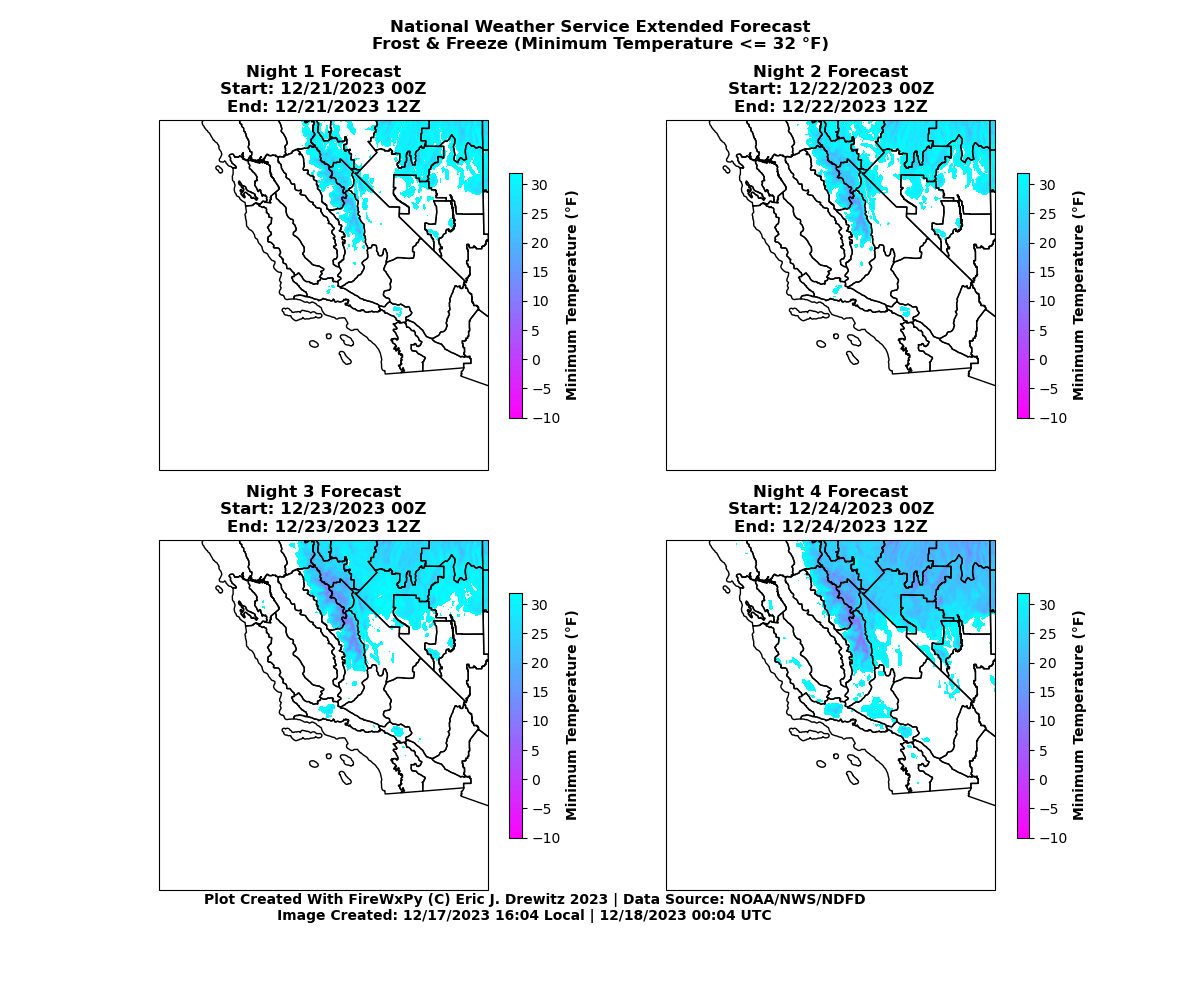 National Weather Service Extended Forecast
Frost & Freeze (Minimum Temperature <= 32 °F)
Night 1 Forecast
Start: 12/21/2023 00Z
End: 12/21/2023 12Z
30
25
20
15
10
5
0
−5
−10
Minimum Temperature (°F)
Night 2 Forecast
Start: 12/22/2023 00Z
End: 12/22/2023 12Z
30
25
20
15
10
5
0
−5
−10
Minimum Temperature (°F)
Night 3 Forecast
Start: 12/23/2023 00Z
End: 12/23/2023 12Z
30
25
20
15
10
5
0
−5
−10
Minimum Temperature (°F)
Night 4 Forecast
Start: 12/24/2023 00Z
End: 12/24/2023 12Z
30
25
20
15
10
5
0
−5
−10
Minimum Temperature (°F)
Plot Created With FireWxPy (C) Eric J. Drewitz 2023 | Data Source: NOAA/NWS/NDFD
Image Created: 12/17/2023 16:04 Local | 12/18/2023 00:04 UTC